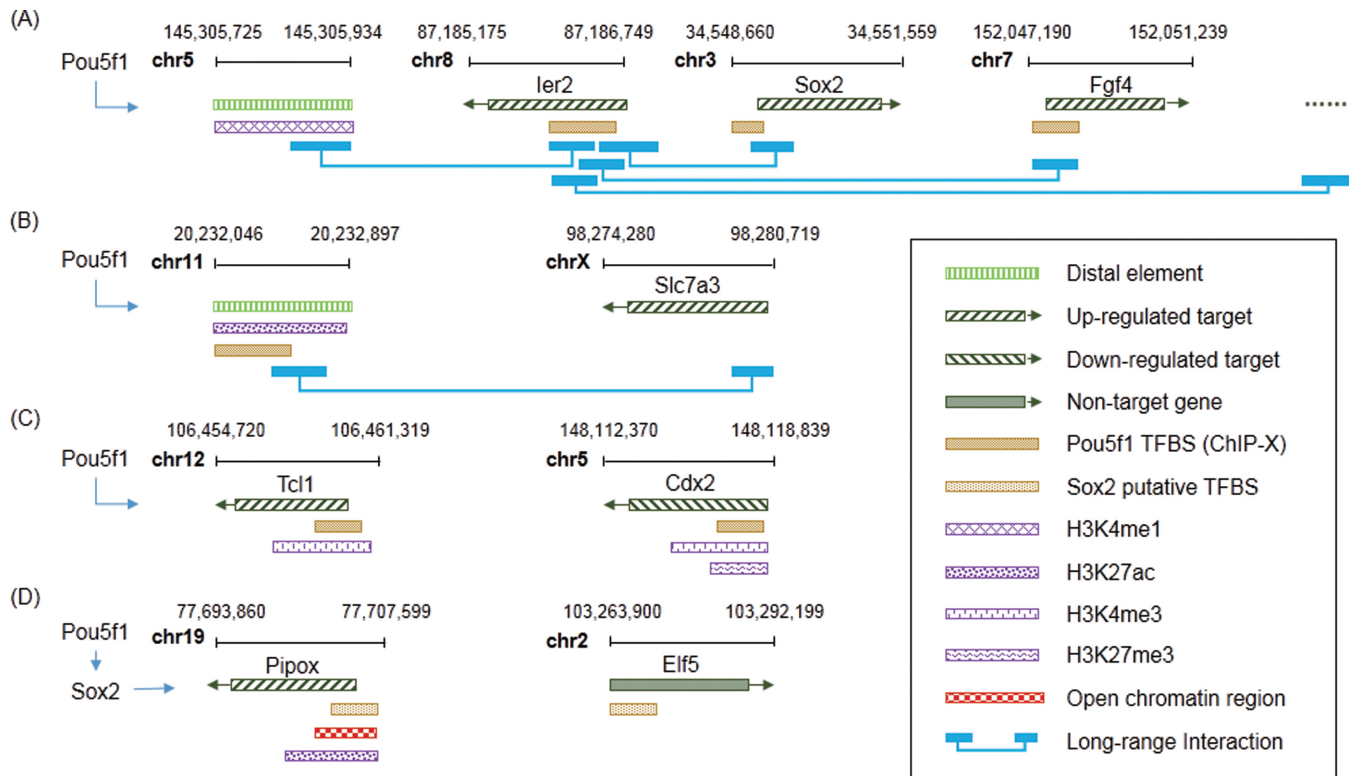 (A)
145,305,725 145,305,934 87,185,175 87,186,749 34,548,660 34,551,559 152,047,190 152,051,239
Pou5f1 chr5 chr8 chr3 chr7
Ier2 Sox2 Fgf4
(B)
20,232,046 20,232,897 98,274,280 98,280,719
Pou5f1 chr11 chrX
Slc7a3
(C)
106,454,720 106,461,319 148,112,370 148,118,839
Pou5f1 chr12 chr5
Tcl1 Cdx2
(D)
77,693,860 77,707,599 103,263,900 103,292,199
Pou5f1 chr19 chr2
Pipox Elf5
Sox2
Distal element
Up-regulated target
Down-regulated target
Non-target gene
Pou5f1 TFBS (ChIP-X)
Sox2 putative TFBS
H3K4me1
H3K27ac
H3K4me3
H3K27me3
Open chromatin region
Long-range Interaction